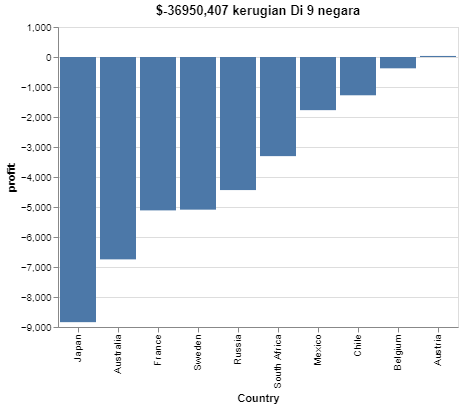 $-36950,407 kerugian Di 9 negara
1,000
0
−1,000
−2,000
−3,000
−4,000
−5,000
−6,000
−7,000
−8,000
−9,000
profit
Japan
Australia
France
Sweden
Russia
South Africa
Mexico
Chile
Belgium
Austria
Country